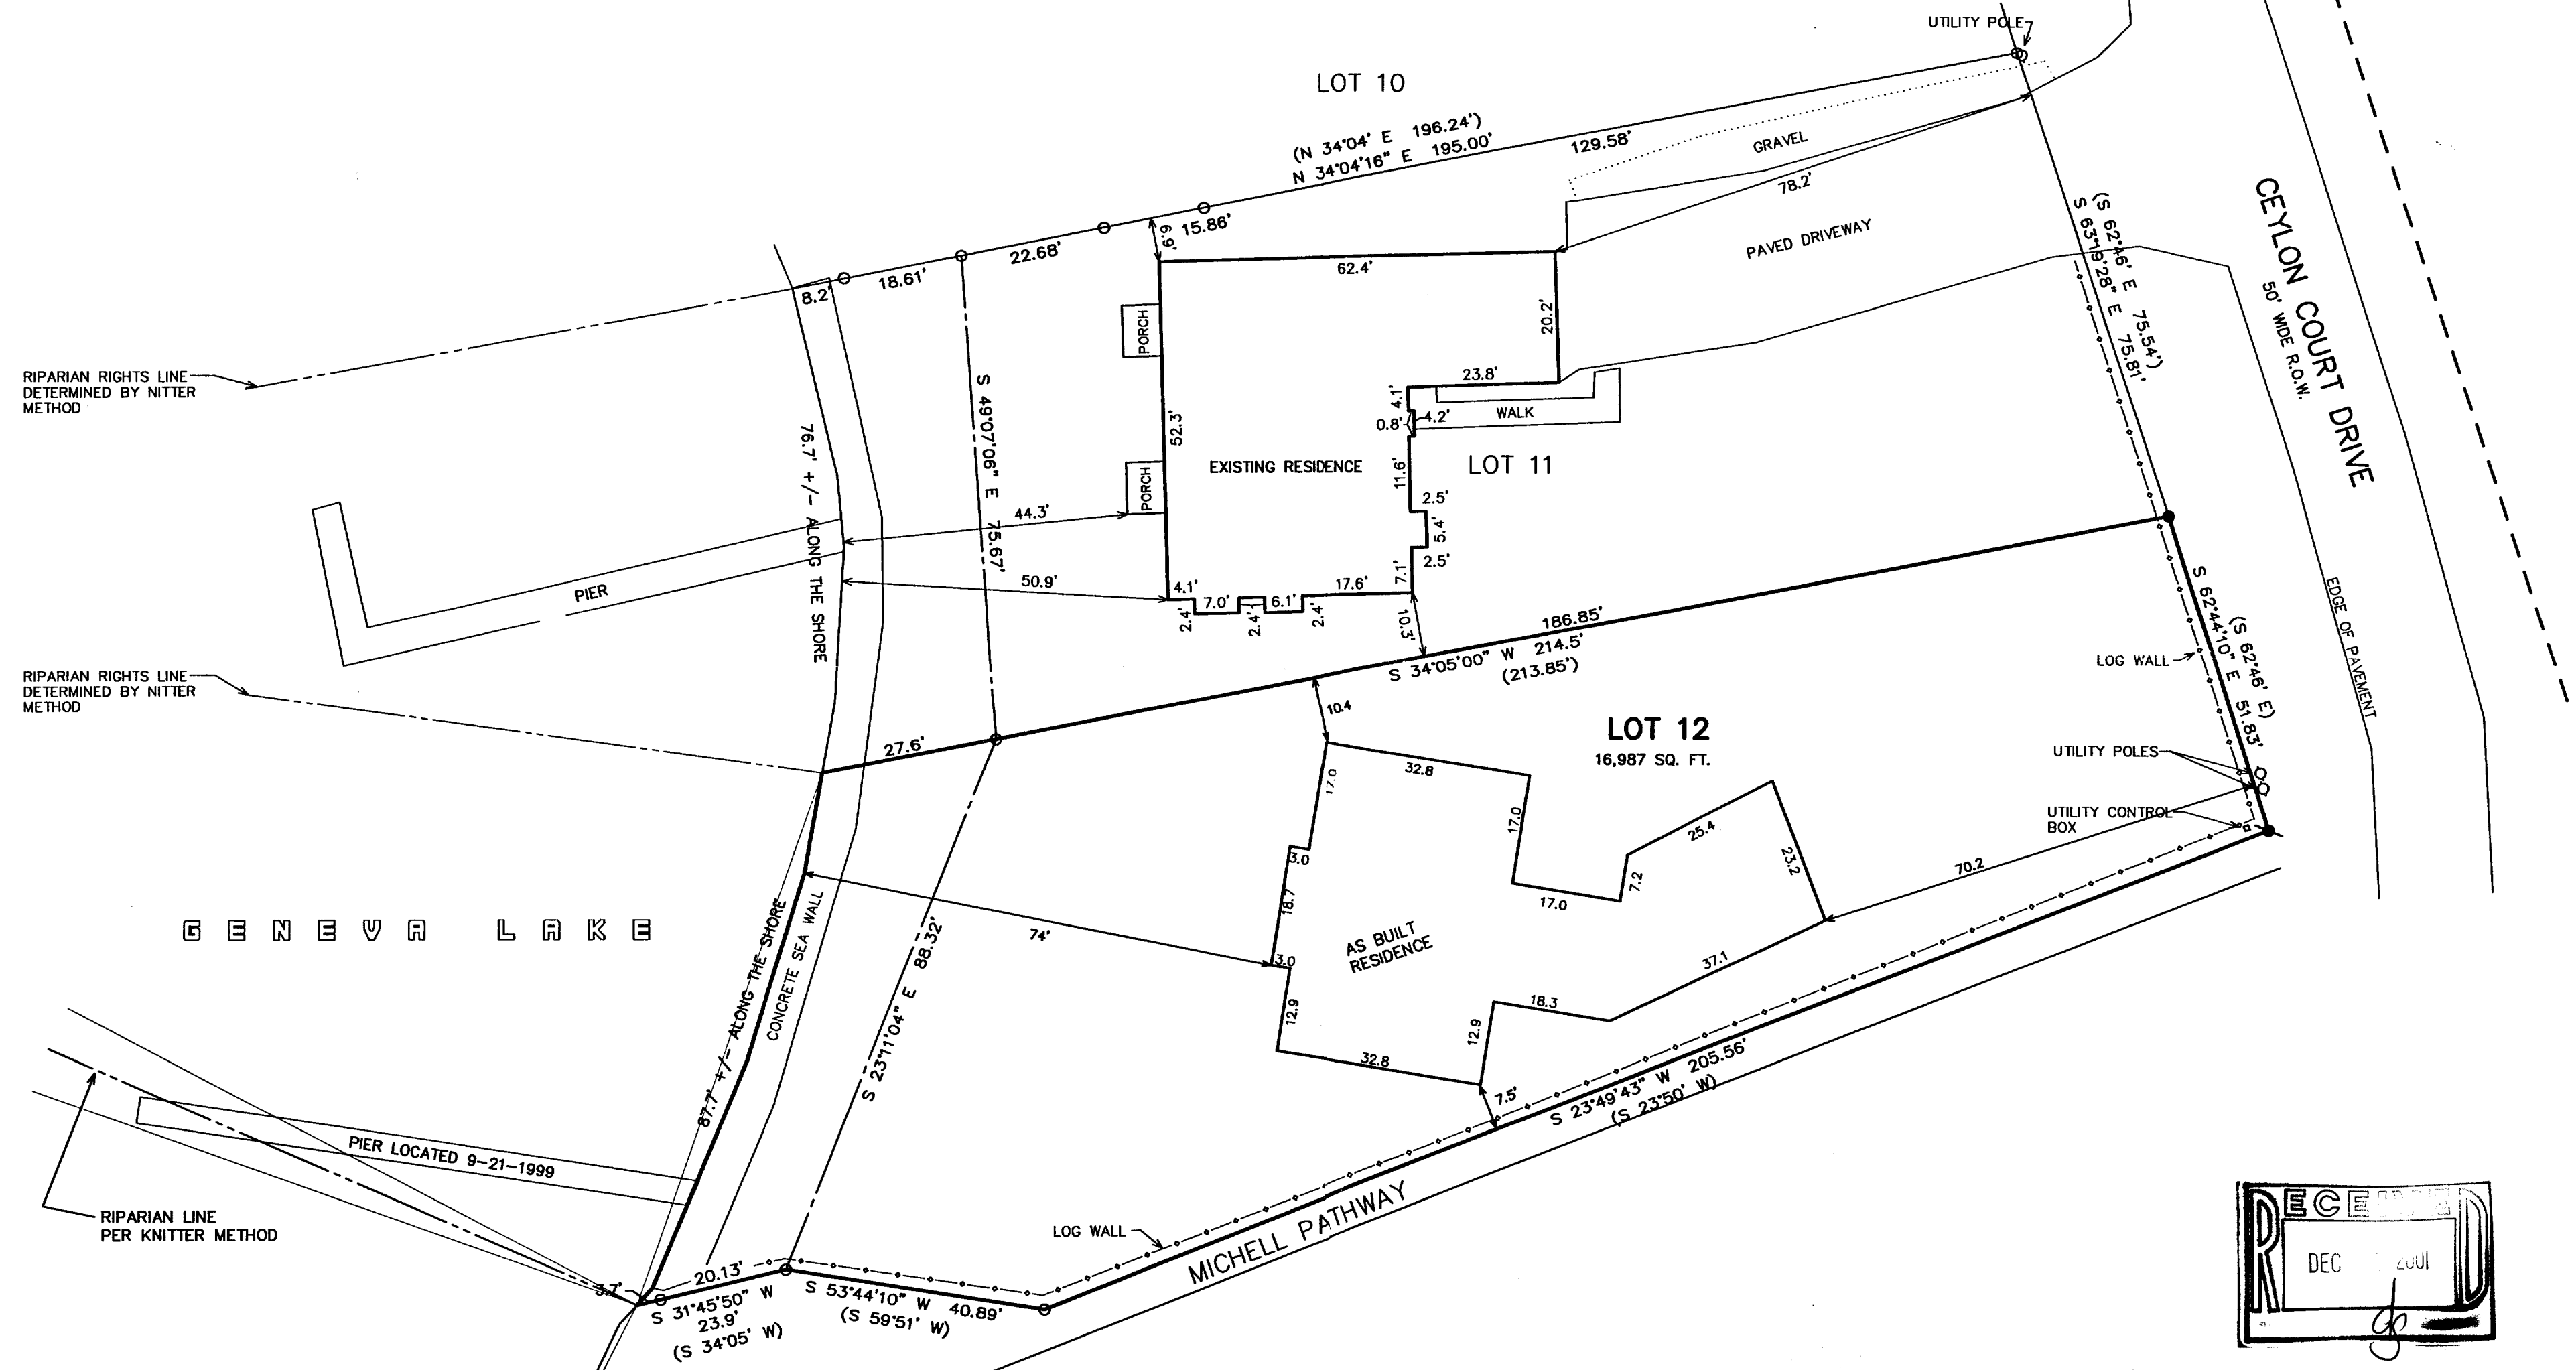 UTILITY POLE
LOT 10
(N 34°04' E 196.24')
N 34°04'16" E 195.00'
129.58'
GRAVEL
78.2'
PAVED DRIVEWAY
15.86'
6.9'
22.68'
18.61'
8.2'
62.4'
20.2'
PORCH
RIPARIAN RIGHTS LINE
DETERMINED BY NITTER
METHOD
(S 62°46' E 75.54')
S 63°19'28" E 75.81'
CEYLON COURT DRIVE
50' WIDE R.O.W.
S 49°07'06" E 75.67'
76.7' +/- ALONG THE SHORE
52.3'
23.8'
4.1'
0.8'
4.2'
WALK
EXISTING RESIDENCE
LOT 11
11.6'
2.5'
5.4'
2.5'
7.1'
PORCH
44.3'
50.9'
PIER
4.1'
7.0'
6.1'
17.6'
2.4'
2.4'
2.4'
10.3'
186.85'
S 34°05'00" W 214.5'
(213.85')
RIPARIAN RIGHTS LINE
DETERMINED BY NITTER
METHOD
27.6'
10.4
LOT 12
16,987 SQ. FT.
LOG WALL
(S 62°46' E)
S 62°44'10" E 51.83'
EDGE OF PAVEMENT
UTILITY POLES
UTILITY CONTROL
BOX
32.8
17.0
17.0
3.0
18.7
3.0
12.9
32.8
12.9
18.3
37.1
17.0
7.2
25.4
23.2
70.2
AS BUILT
RESIDENCE
74'
GENEVA LAKE
87.7' +/- ALONG THE SHORE
CONCRETE SEA WALL
S 23°11'04" E 88.32'
7.5'
S 23°49'43" W 205.56'
(S 23°50' W)
PIER LOCATED 9-21-1999
RIPARIAN LINE
PER KNITTER METHOD
LOG WALL
MICHELL PATHWAY
3.7'
20.13'
S 31°45'50" W
23.9'
(S 34°05' W)
S 53°44'10" W 40.89'
(S 59°51' W)
RECEIVED
DEC 2001